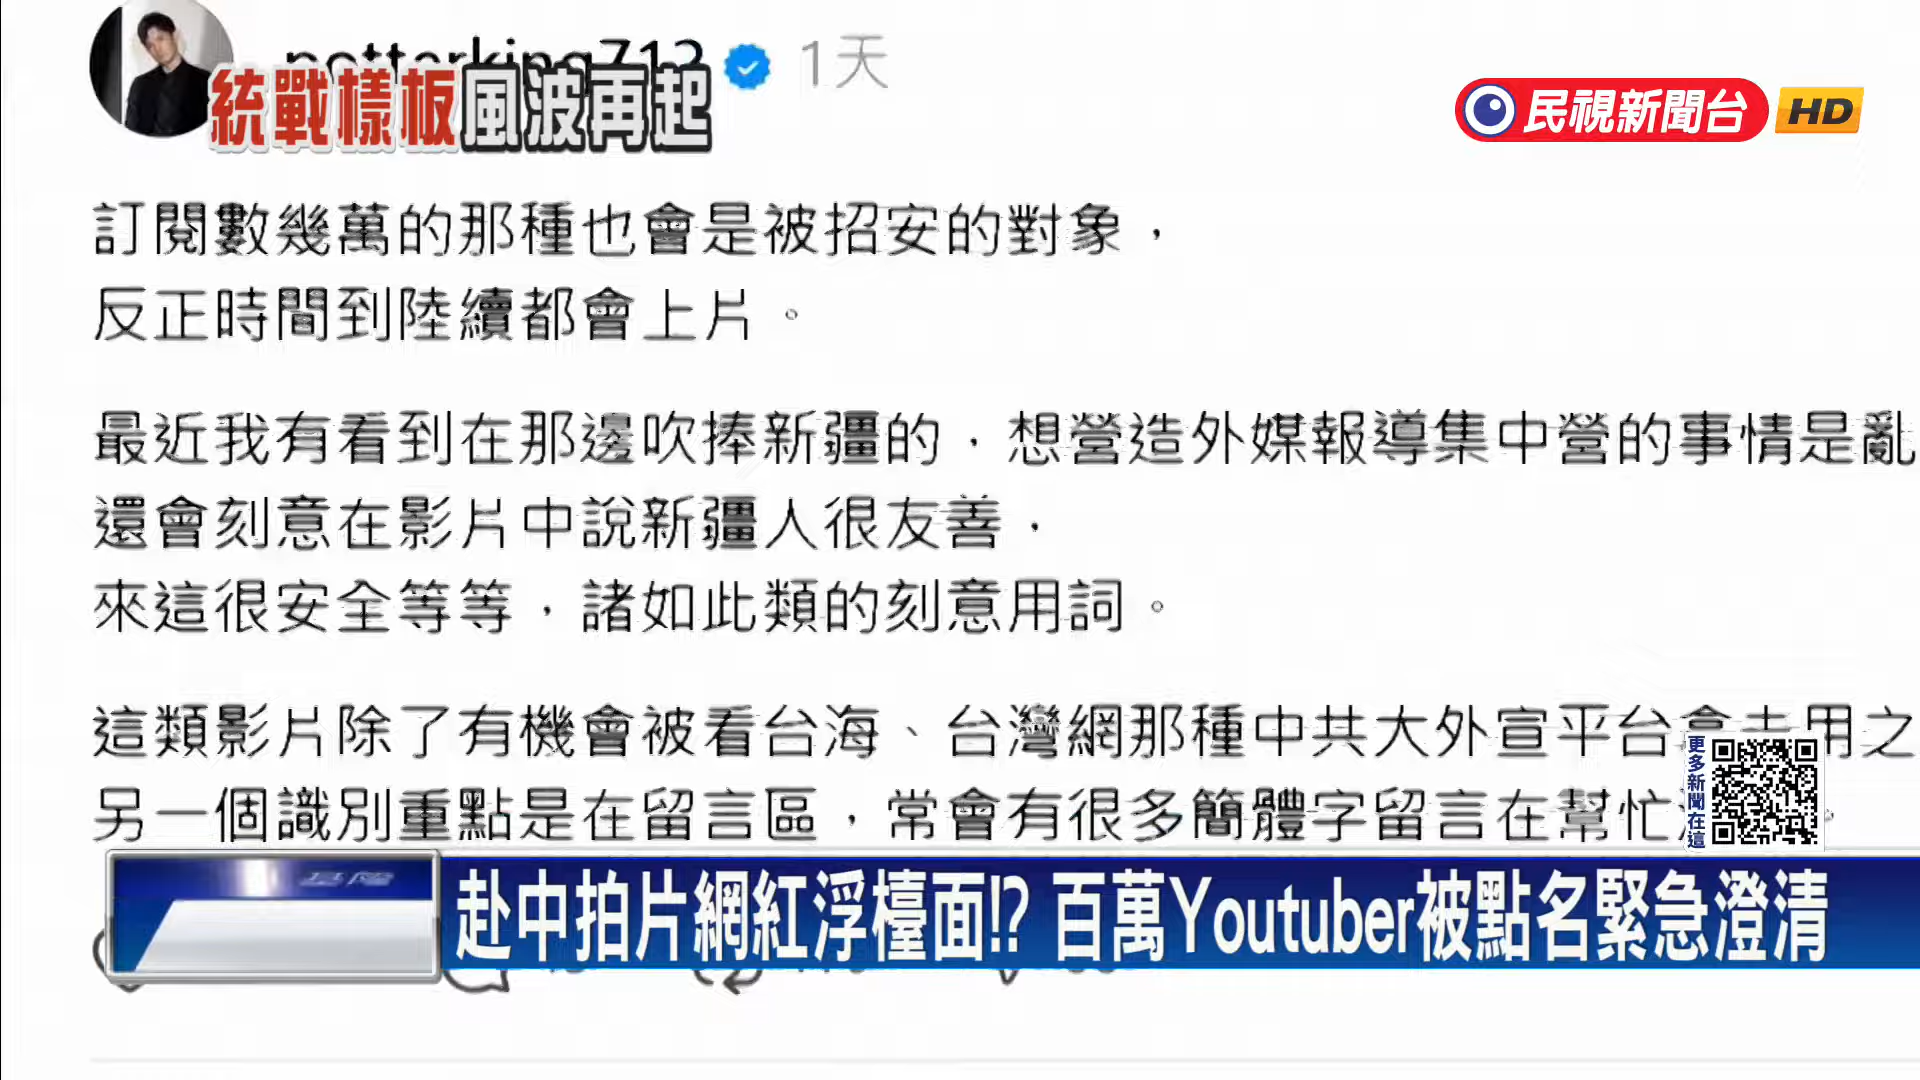 potterking713 1天
統戰樣板風波再起
民視新聞台 HD
訂閱數幾萬的那種也會是被招安的對象，
反正時間到陸續都會上片。
最近我有看到在那邊吹捧新疆的，想營造外媒報導集中營的事情是亂
還會刻意在影片中說新疆人很友善，
來這很安全等等，諸如此類的刻意用詞。
這類影片除了有機會被看台海、台灣網那種中共大外宣平台拿去用之
另一個識別重點是在留言區，常會有很多簡體字留言在幫忙
更多新聞在這
赴中拍片網紅浮檯面!? 百萬Youtuber被點名緊急澄清